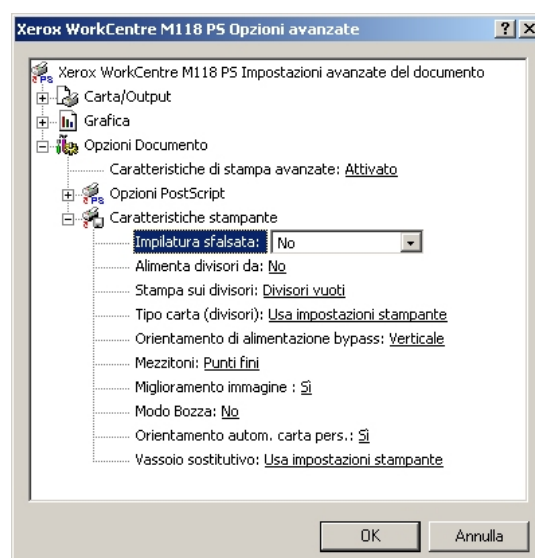 Xerox WorkCentre M118 PS Opzioni avanzate
Xerox WorkCentre M118 PS Impostazioni avanzate del documento
Carta/Output
Grafica
Opzioni Documento
Caratteristiche di stampa avanzate: Attivato
Opzioni PostScript
Caratteristiche stampante
Impilatura sfalsata: No
Alimenta divisori da: No
Stampa sui divisori: Divisori vuoti
Tipo carta (divisori): Usa impostazioni stampante
Orientamento di alimentazione bypass: Verticale
Mezzitoni: Punti fini
Miglioramento immagine : Sì
Modo Bozza: No
Orientamento autom. carta pers.: Sì
Vassoio sostitutivo: Usa impostazioni stampante
OK Annulla